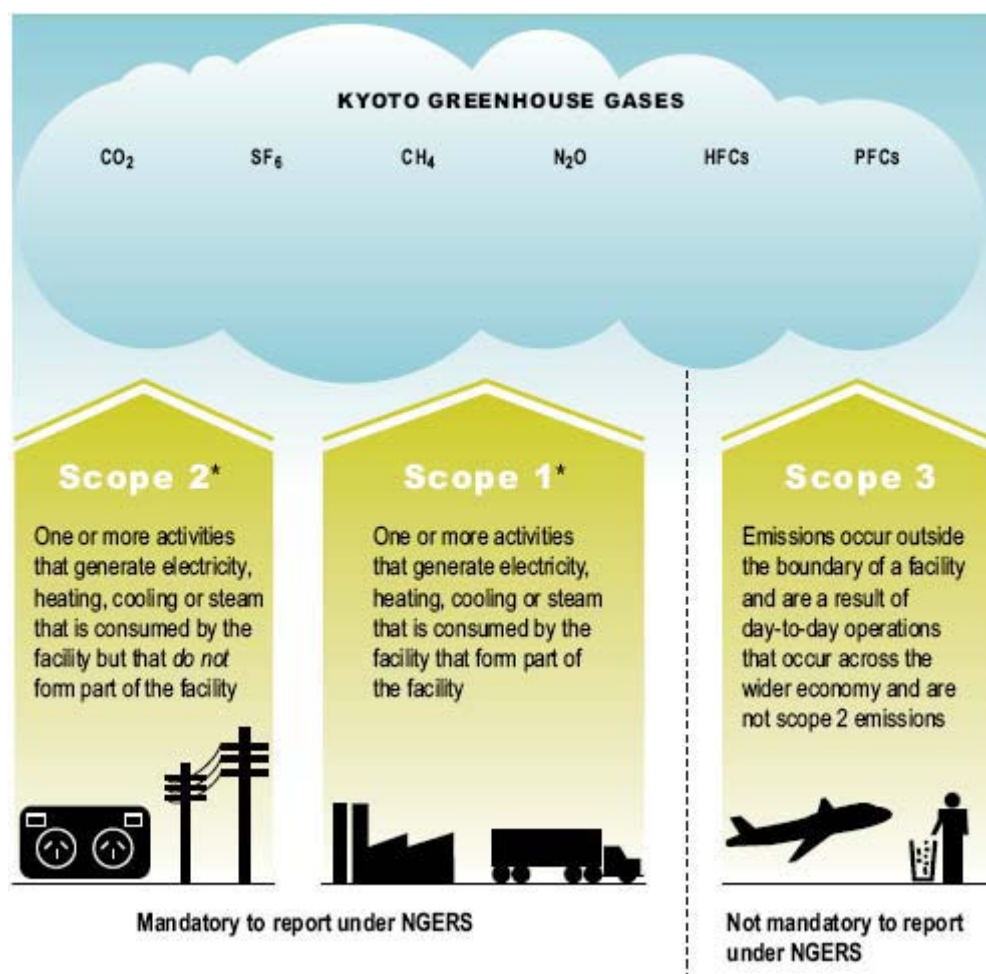 KYOTO GREENHOUSE GASES
CO₂ SF₆ CH₄ N₂O HFCs PFCs
Scope 2*
One or more activities
that generate electricity,
heating, cooling or steam
that is consumed by the
facility but that do not
form part of the facility
Scope 1*
One or more activities
that generate electricity,
heating, cooling or steam
that is consumed by the
facility that form part of
the facility
Scope 3
Emissions occur outside
the boundary of a facility
and are a result of
day-to-day operations
that occur across the
wider economy and are
not scope 2 emissions
Mandatory to report under NGERS
Not mandatory to report
under NGERS